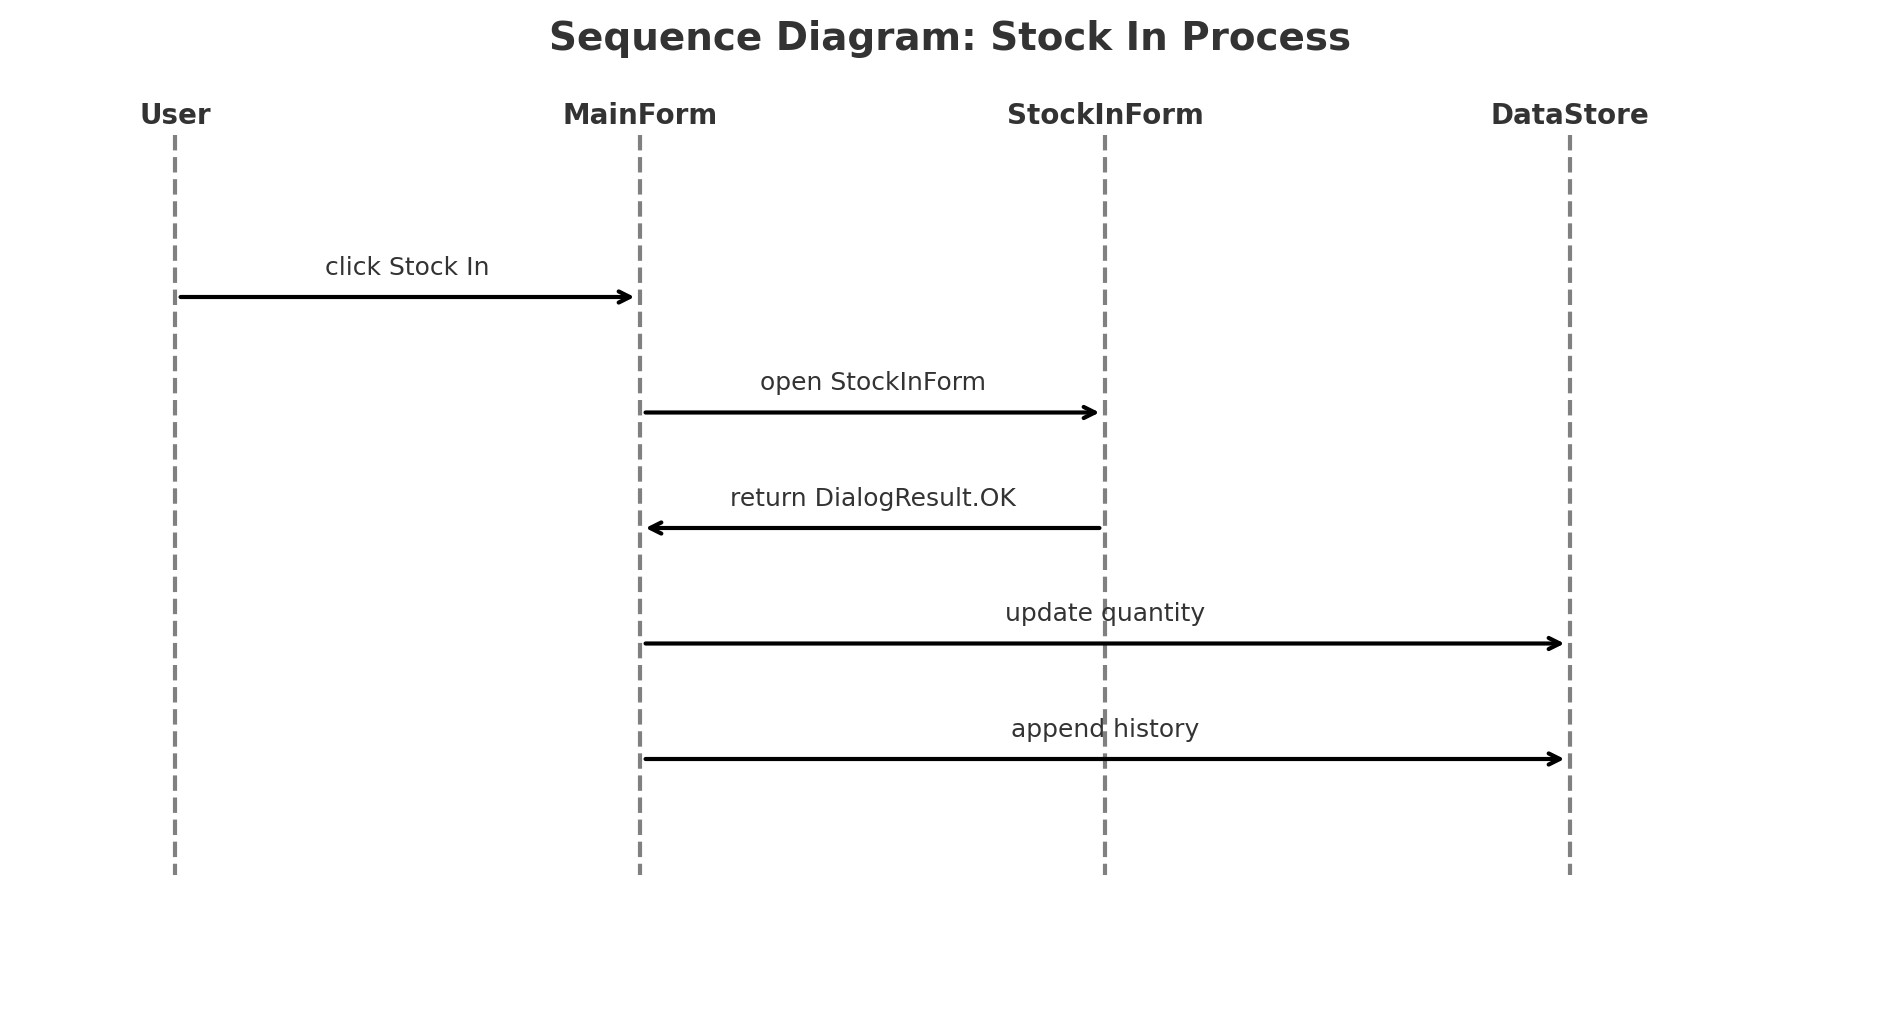 Sequence Diagram: Stock In Process
User
MainForm
StockInForm
DataStore
click Stock In
open StockInForm
return DialogResult.OK
update quantity
append history